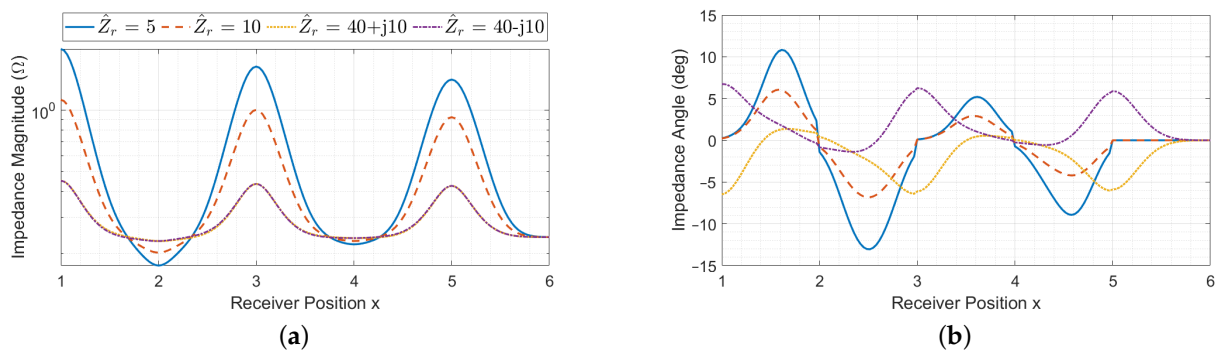 Ẑr = 5 Ẑr = 10 Ẑr = 40+j10 Ẑr = 40-j10
Impedance Magnitude (Ω)
10^0
1 2 3 4 5 6
Receiver Position x
(a)
Impedance Angle (deg)
15
10
5
0
−5
−10
−15
1 2 3 4 5 6
Receiver Position x
(b)